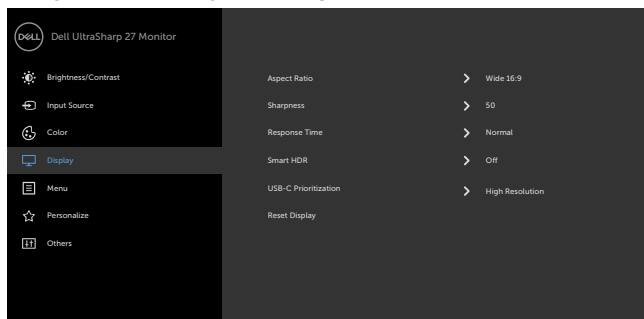 DELL Dell UltraSharp 27 Monitor
Brightness/Contrast
Input Source
Color
Display
Menu
Personalize
Others
Aspect Ratio Wide 16:9
Sharpness 50
Response Time Normal
Smart HDR Off
USB-C Prioritization High Resolution
Reset Display